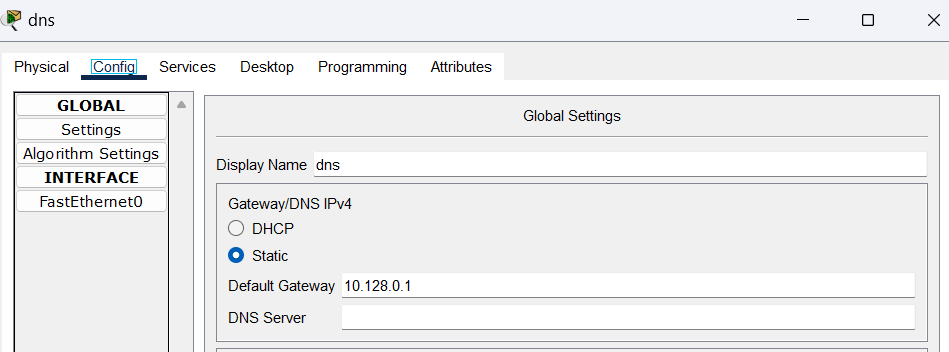 dns
Physical Config Services Desktop Programming Attributes
GLOBAL
Settings
Algorithm Settings
INTERFACE
FastEthernet0
Global Settings
Display Name dns
Gateway/DNS IPv4
DHCP
Static
Default Gateway 10.128.0.1
DNS Server